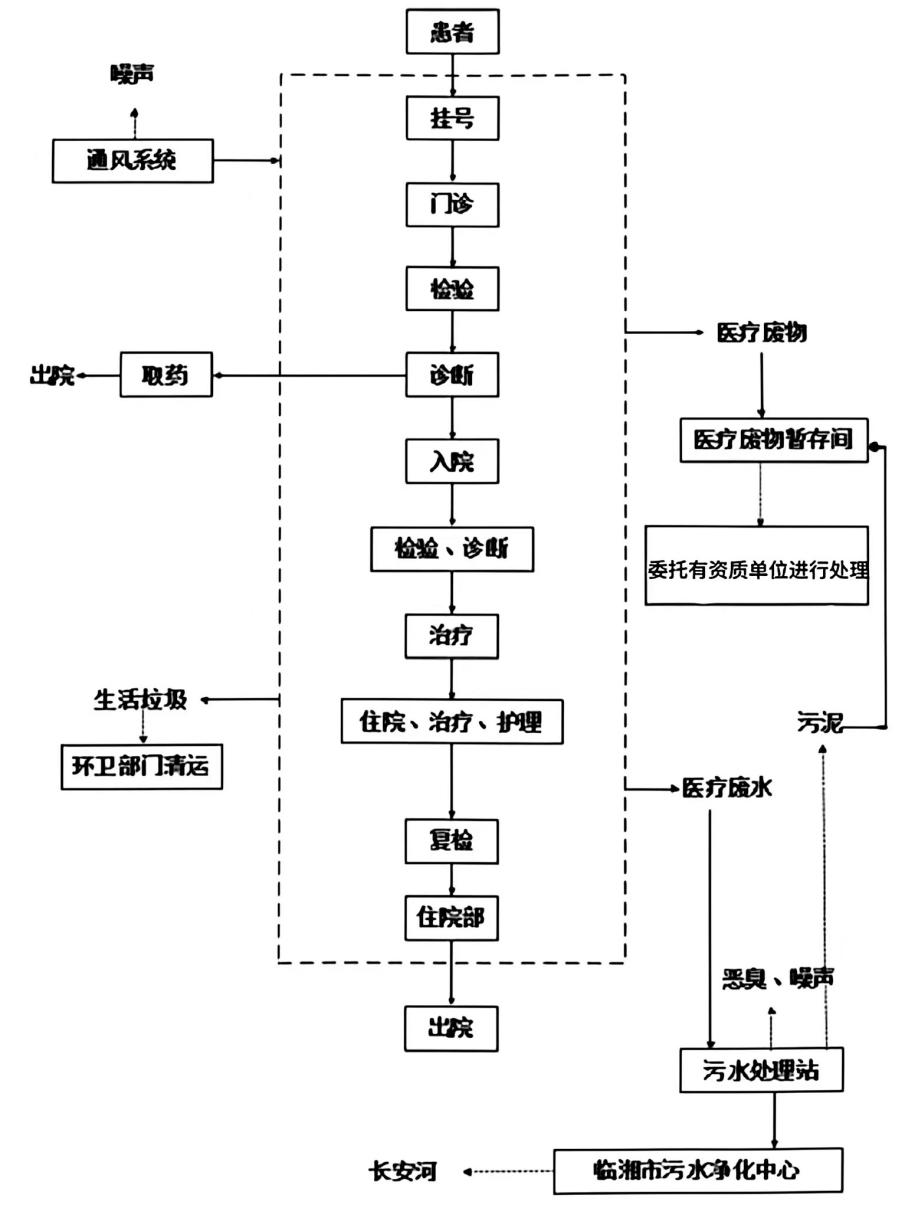 患者
噪声
挂号
通风系统
门诊
检验
医疗废物
出院
取药
诊断
医疗废物暂存间
入院
检验、诊断
委托有资质单位进行处理
治疗
生活垃圾
住院、治疗、护理
污泥
环卫部门清运
医疗废水
复检
住院部
恶臭、噪声
出院
污水处理站
长安河
临湘市污水净化中心